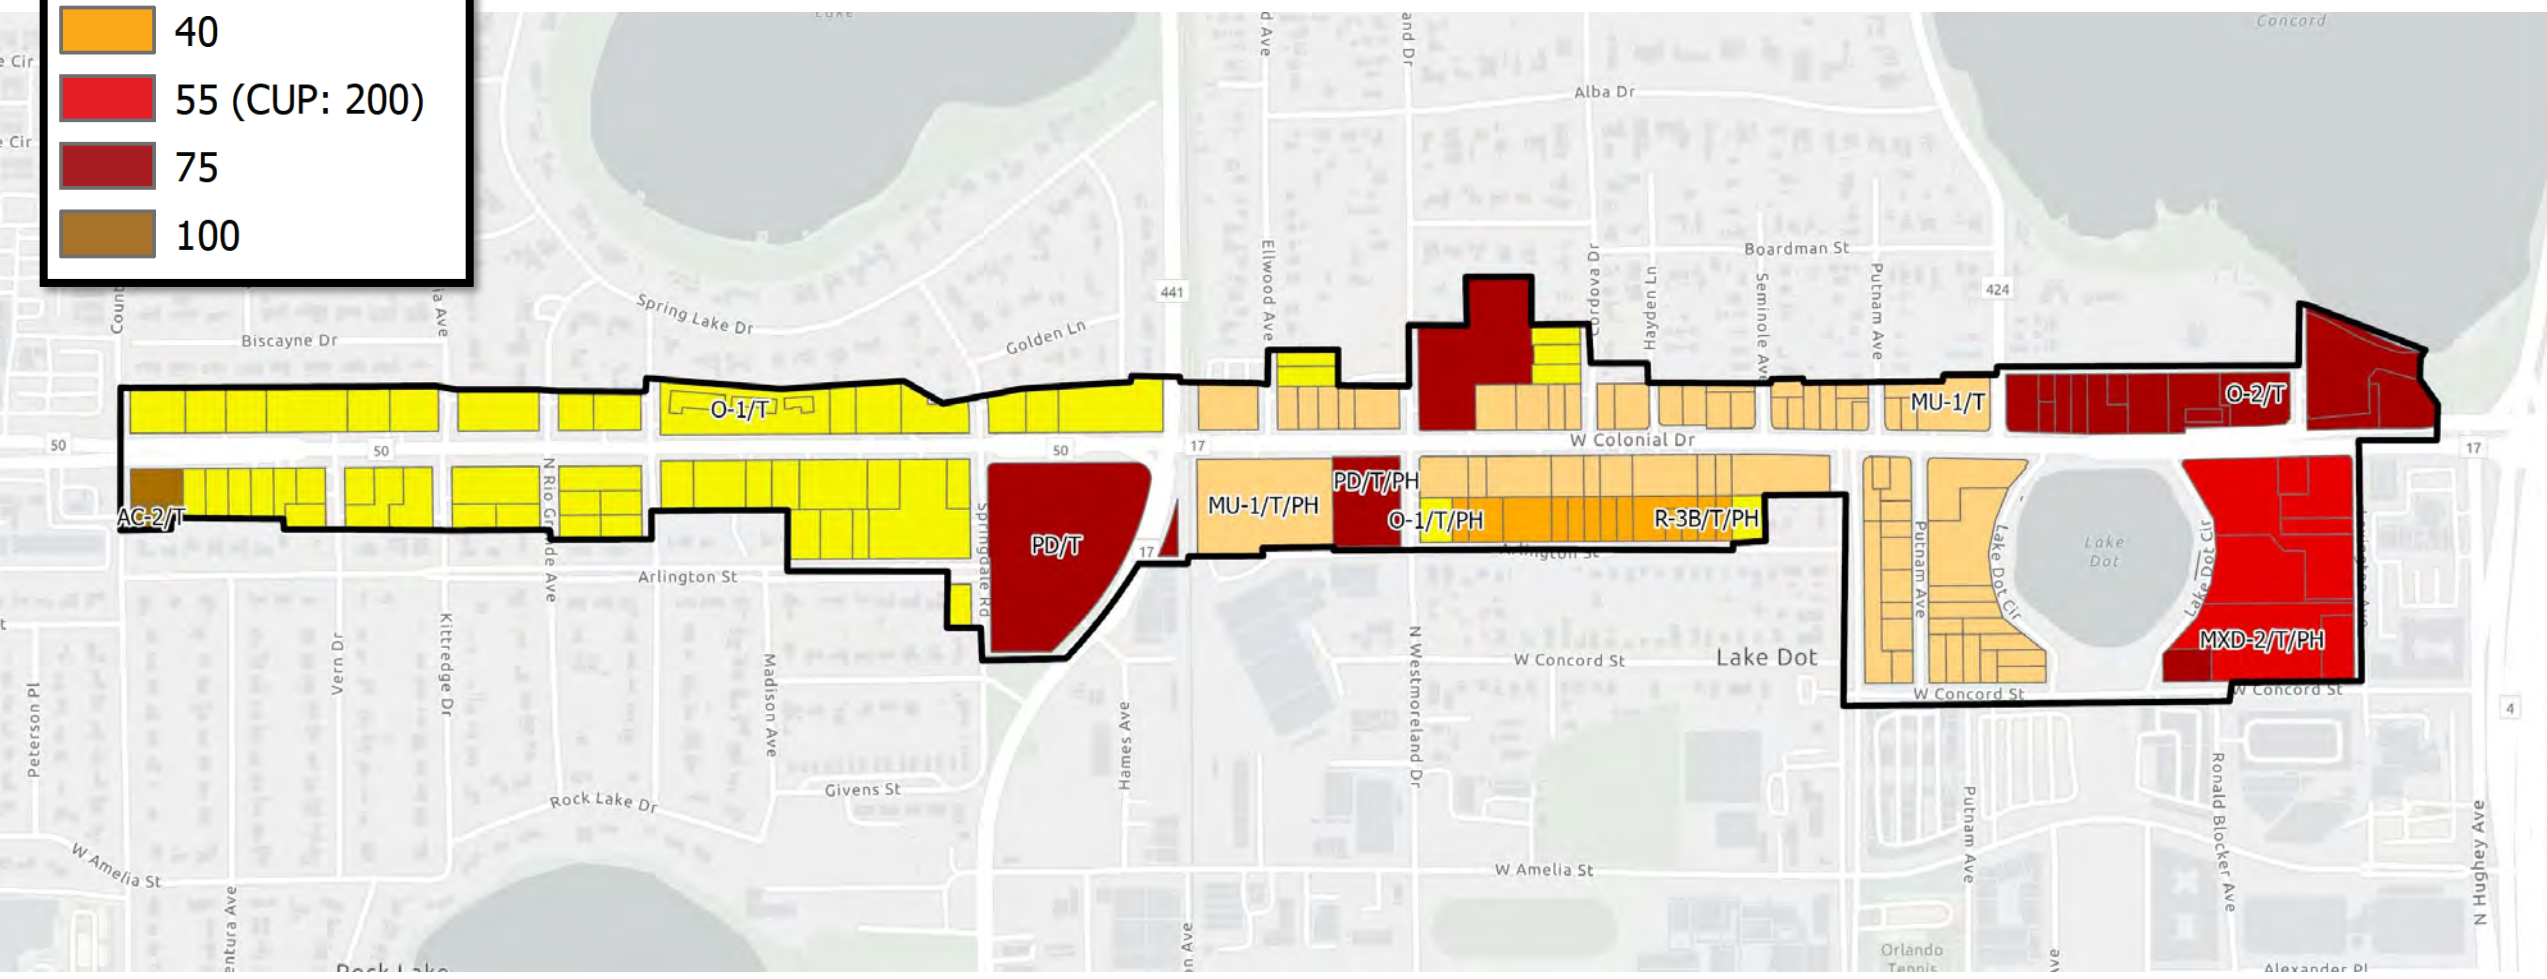 40
55 (CUP: 200)
75
100
Concord
Alba Dr
Boardman St
441
424
Ellwood Ave
Hayden Ln
Seminole Ave
Putnam Ave
Spring Lake Dr
Golden Ln
Biscayne Dr
O-1/T
MU-1/T
O-2/T
50
50
50
17
W Colonial Dr
17
AC-2/T
MU-1/T/PH
PD/T/PH
O-1/T/PH
R-3B/T/PH
PD/T
17
Springdale Rd
Arlington St
Arlington St
Putnam Ave
Lake Dot Cir
Lake
Dot
Lake Dot Cir
MXD-2/T/PH
W Concord St
Lake Dot
W Concord St
W Concord St
4
Peterson Pl
Vern Dr
Kittredge Dr
Madison Ave
Hames Ave
N Westmoreland Dr
Givens St
Rock Lake Dr
W Amelia St
W Amelia St
Putnam Ave
Ronald Blocker Ave
N Hughey Ave
Orlando
Tennis
Alexander Pl
Rock Lake